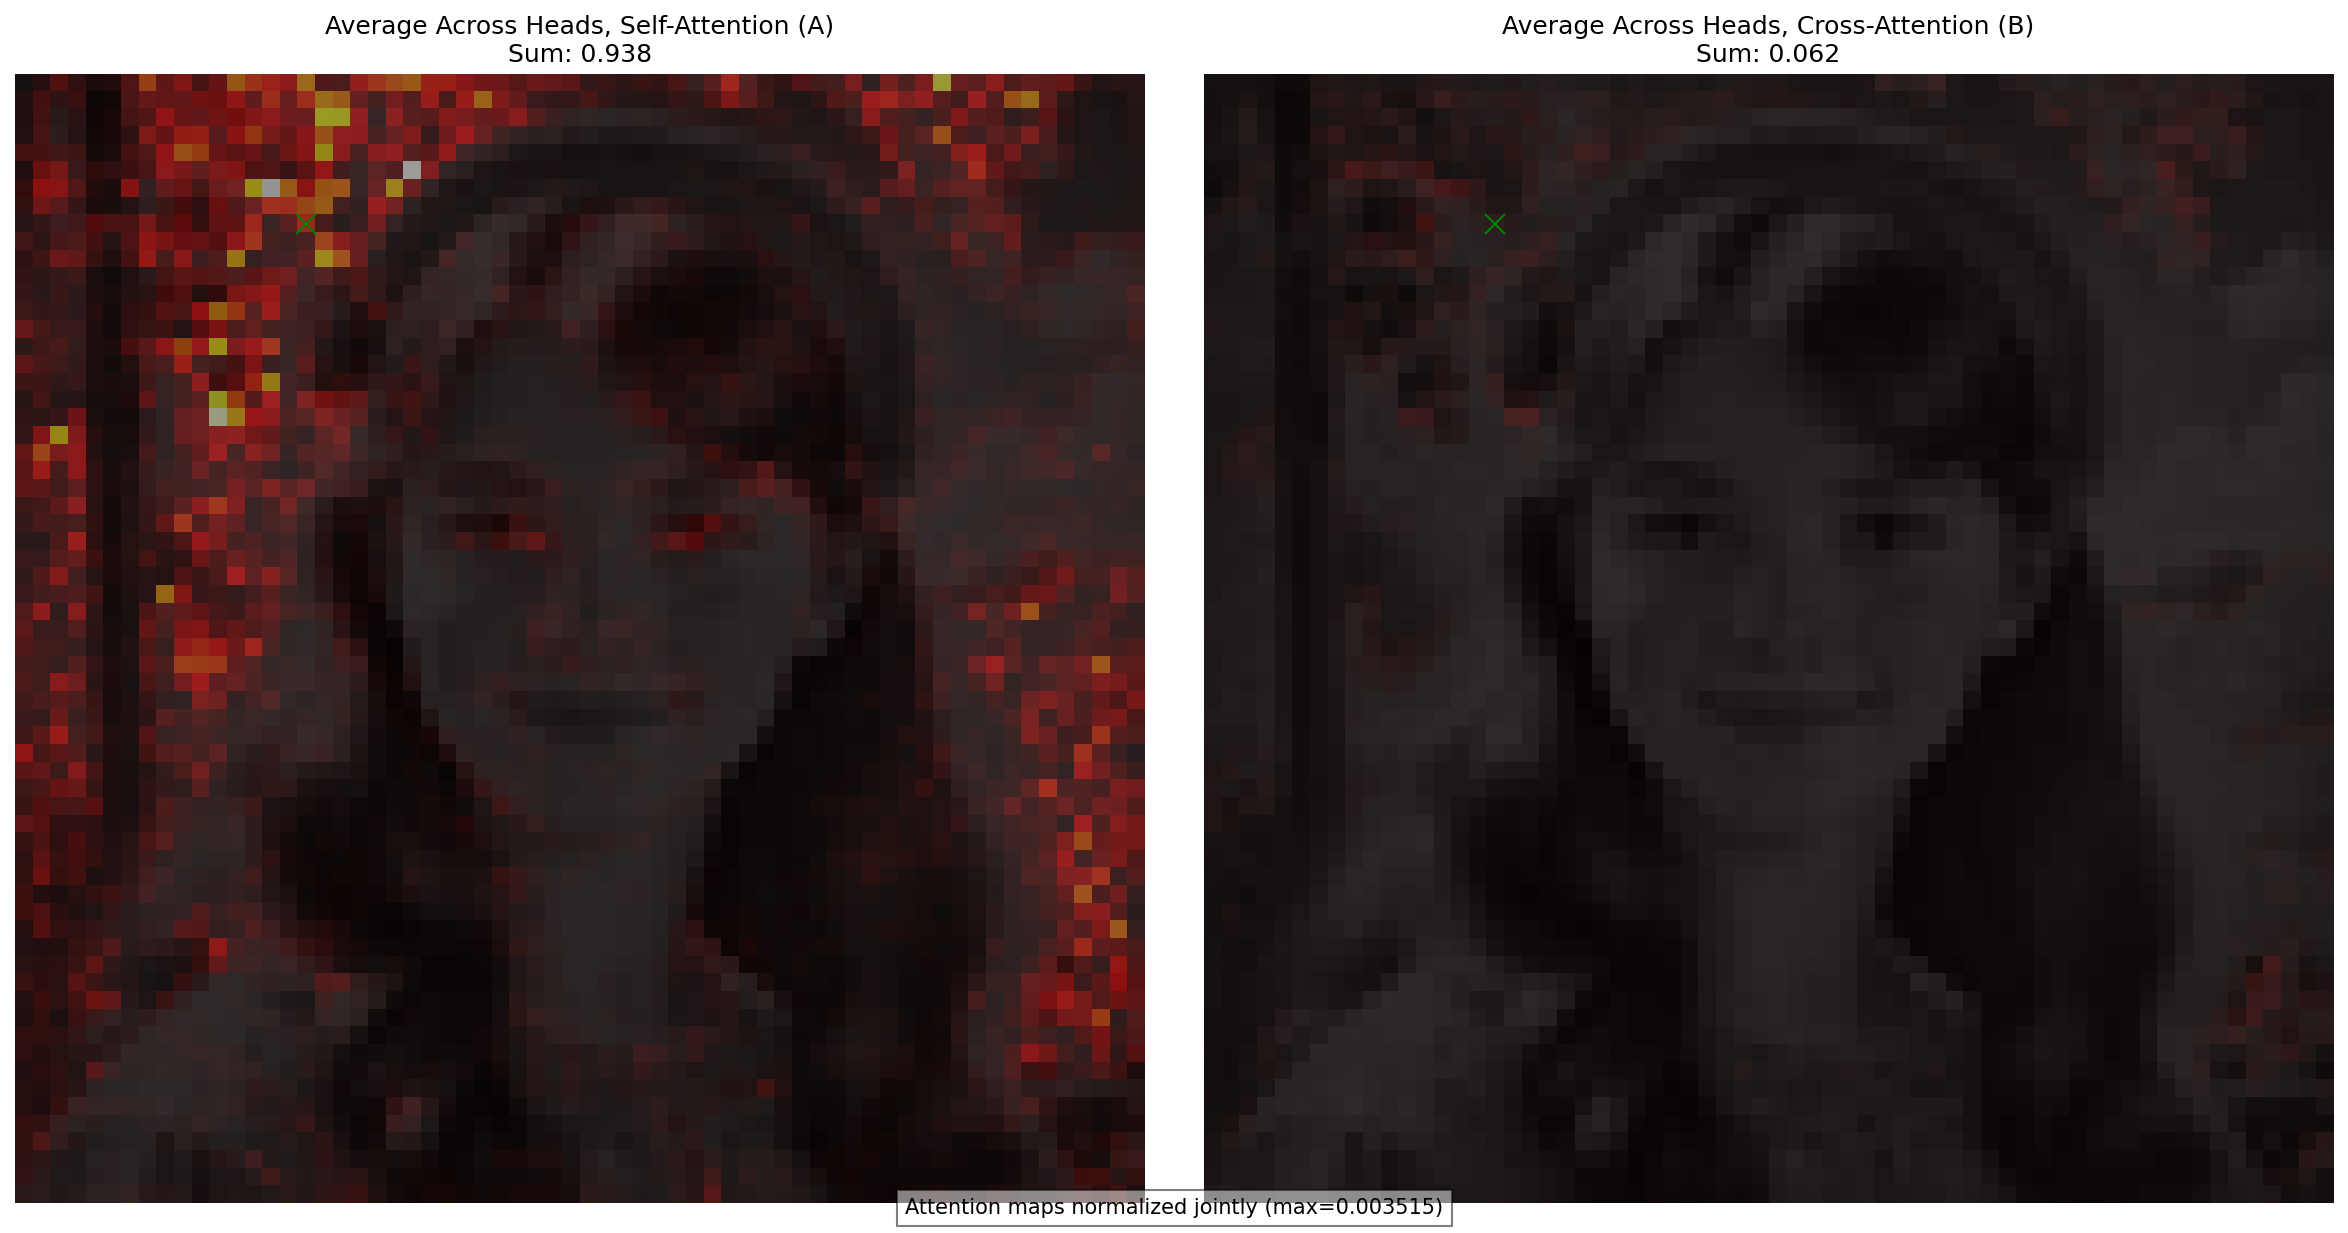 Average Across Heads, Self-Attention (A)
Sum: 0.938
Average Across Heads, Cross-Attention (B)
Sum: 0.062
Attention maps normalized jointly (max=0.003515)